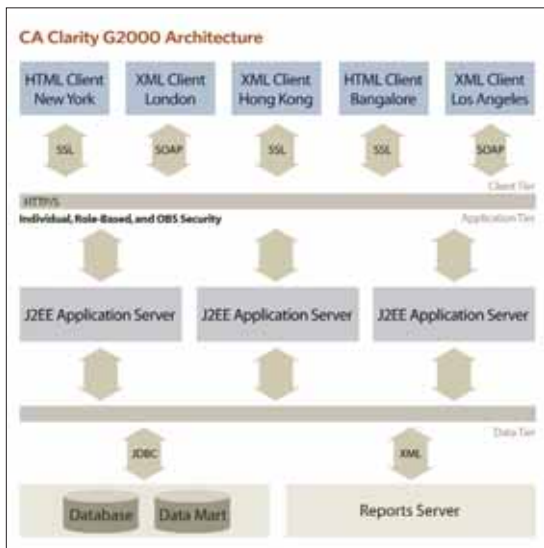 CA Clarity G2000 Architecture
HTML Client
New York
XML Client
London
XML Client
Hong Kong
HTML Client
Bangalore
XML Client
Los Angeles
SSL
SOAP
SSL
SSL
SOAP
Client Tier
HTTP/S
Individual, Role-Based, and OBS Security
Application Tier
J2EE Application Server
J2EE Application Server
J2EE Application Server
Data Tier
JDBC
XML
Database
Data Mart
Reports Server